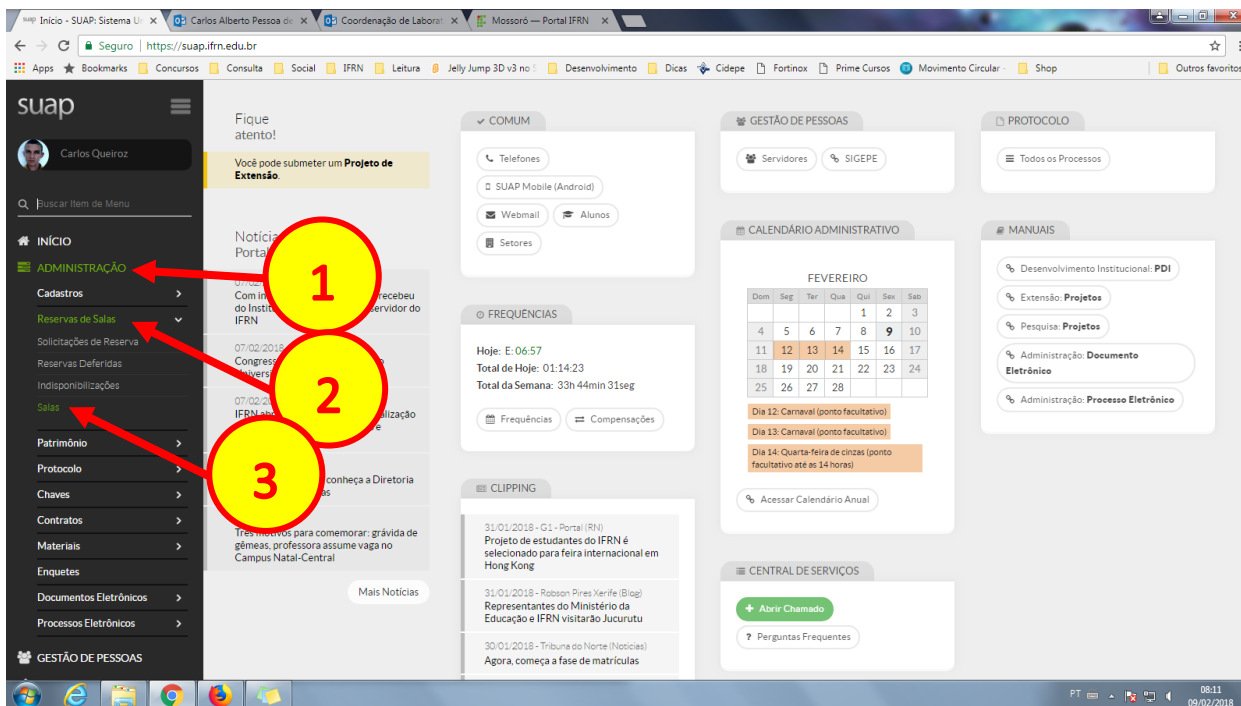 suap Início - SUAP: Sistema U
Carlos Alberto Pessoa de
Coordenação de Laborat
Mossoró — Portal IFRN
Seguro | https://suap.ifrn.edu.br
Apps Bookmarks Concursos Consulta Social IFRN Leitura Jelly Jump 3D v3 no S Desenvolvimento Dicas Cidepe Fortinox Prime Cursos Movimento Circular - Shop Outros favoritos
suap
Carlos Queiroz
Buscar Item de Menu
INÍCIO
ADMINISTRAÇÃO
Cadastros
Reservas de Salas
Solicitações de Reserva
Reservas Deferidas
Indisponibilizações
Salas
Patrimônio
Protocolo
Chaves
Contratos
Materiais
Enquetes
Documentos Eletrônicos
Processos Eletrônicos
GESTÃO DE PESSOAS
1
2
3
Fique
atento!
Você pode submeter um Projeto de
Extensão.
Notícia
Portal
07/02/2
Com in recebeu
do Instit ervidor do
IFRN
07/02/2018
Congres
07/02/20
IFRN ab alização
e
conheça a Diretoria
as
Três motivos para comemorar: grávida de
gêmeas, professora assume vaga no
Campus Natal-Central
Mais Notícias
COMUM
Telefones
SUAP Mobile (Android)
Webmail Alunos
Setores
FREQUÊNCIAS
Hoje: E: 06:57
Total de Hoje: 01:14:23
Total da Semana: 33h 44min 31seg
Frequências Compensações
CLIPPING
31/01/2018 - G1 - Portal (RN)
Projeto de estudantes do IFRN é
selecionado para feira internacional em
Hong Kong
31/01/2018 - Robson Pires Xerife (Blog)
Representantes do Ministério da
Educação e IFRN visitarão Jucurutu
30/01/2018 - Tribuna do Norte (Notícias)
Agora, começa a fase de matrículas
GESTÃO DE PESSOAS
Servidores SIGEPE
CALENDÁRIO ADMINISTRATIVO
FEVEREIRO
Dom Seg Ter Qua Qui Sex Sab
1 2 3
4 5 6 7 8 9 10
11 12 13 14 15 16 17
18 19 20 21 22 23 24
25 26 27 28
Dia 12: Carnaval (ponto facultativo)
Dia 13: Carnaval (ponto facultativo)
Dia 14: Quarta-feira de cinzas (ponto
facultativo até as 14 horas)
Acessar Calendário Anual
CENTRAL DE SERVIÇOS
+ Abrir Chamado
? Perguntas Frequentes
PROTOCOLO
Todos os Processos
MANUAIS
Desenvolvimento Institucional: PDI
Extensão: Projetos
Pesquisa: Projetos
Administração: Documento
Eletrônico
Administração: Processo Eletrônico
PT
08:11
09/02/2018